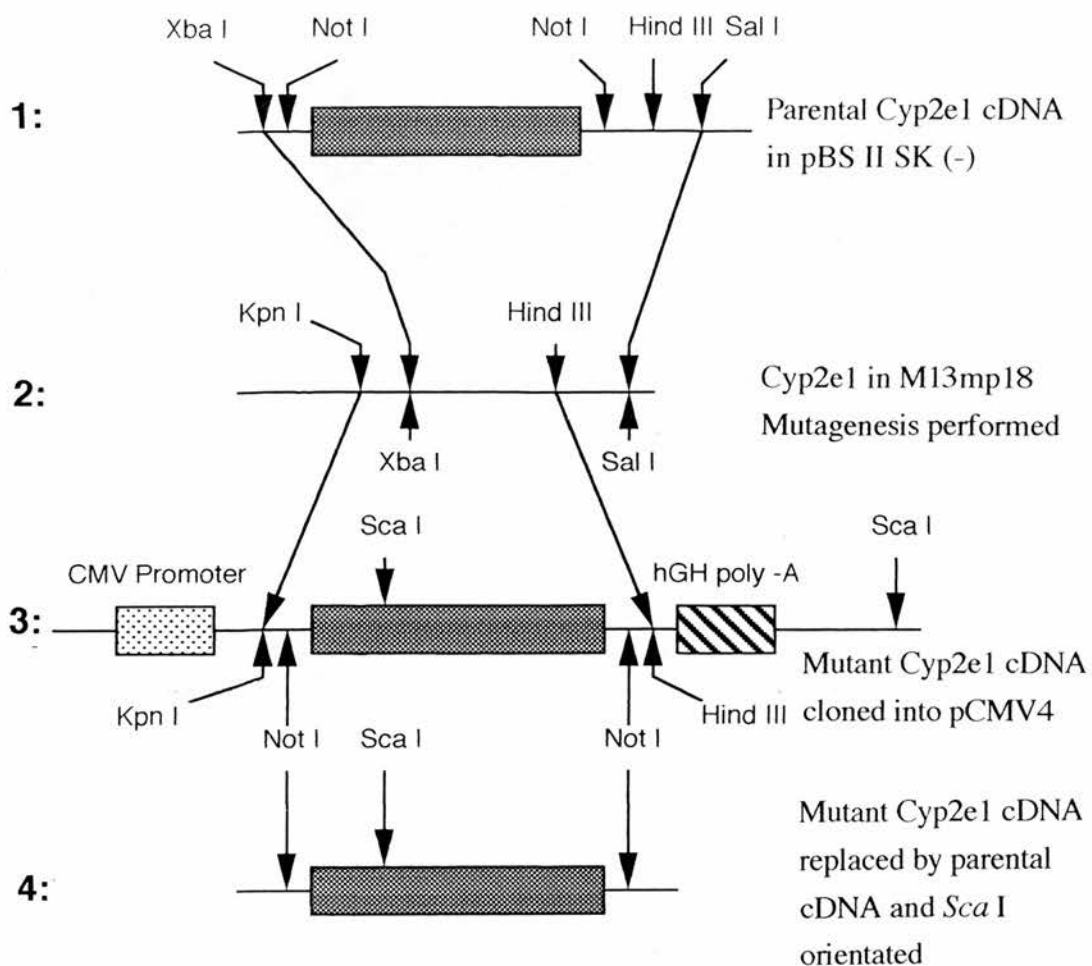 Xba I Not I Not I Hind III Sal I
1:
Parental Cyp2e1 cDNA
in pBS II SK (-)
Kpn I Hind III
2:
Cyp2e1 in M13mp18
Mutagenesis performed
Xba I Sal I
Sca I Sca I
CMV Promoter hGH poly -A
3:
Mutant Cyp2e1 cDNA
cloned into pCMV4
Kpn I Hind III
Not I Sca I Not I
4:
Mutant Cyp2e1 cDNA
replaced by parental
cDNA and Sca I
orientated